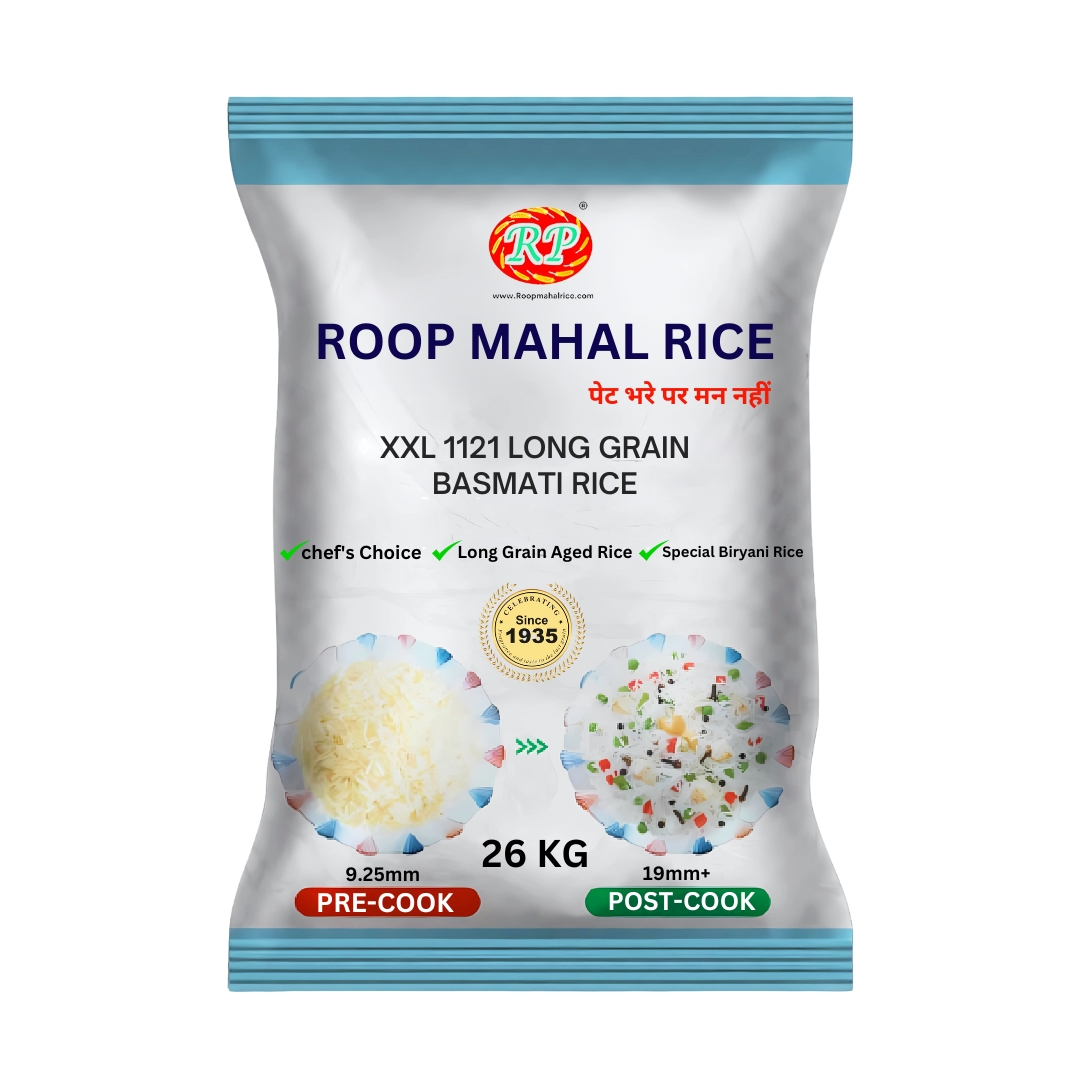 RP
®
www.Roopmahalrice.com
ROOP MAHAL RICE
पेट भरे पर मन नहीं
XXL 1121 LONG GRAIN
BASMATI RICE
chef's Choice
Long Grain Aged Rice
Special Biryani Rice
CELEBRATING
Since
1935
26 KG
9.25mm
19mm+
PRE-COOK
POST-COOK